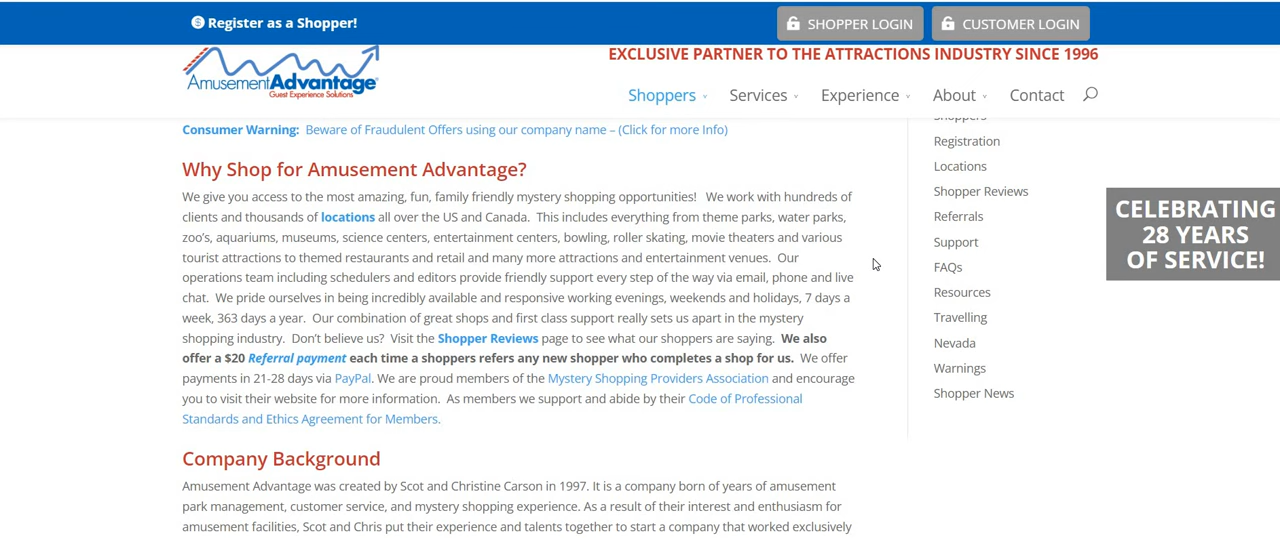 Register as a Shopper!
SHOPPER LOGIN
CUSTOMER LOGIN
AmusementAdvantage
Guest Experience Solutions
EXCLUSIVE PARTNER TO THE ATTRACTIONS INDUSTRY SINCE 1996
Shoppers
Services
Experience
About
Contact
Consumer Warning: Beware of Fraudulent Offers using our company name – (Click for more Info)
Why Shop for Amusement Advantage?
We give you access to the most amazing, fun, family friendly mystery shopping opportunities! We work with hundreds of
clients and thousands of locations all over the US and Canada. This includes everything from theme parks, water parks,
zoo's, aquariums, museums, science centers, entertainment centers, bowling, roller skating, movie theaters and various
tourist attractions to themed restaurants and retail and many more attractions and entertainment venues. Our
operations team including schedulers and editors provide friendly support every step of the way via email, phone and live
chat. We pride ourselves in being incredibly available and responsive working evenings, weekends and holidays, 7 days a
week, 363 days a year. Our combination of great shops and first class support really sets us apart in the mystery
shopping industry. Don't believe us? Visit the Shopper Reviews page to see what our shoppers are saying. We also
offer a $20 Referral payment each time a shoppers refers any new shopper who completes a shop for us. We offer
payments in 21-28 days via PayPal. We are proud members of the Mystery Shopping Providers Association and encourage
you to visit their website for more information. As members we support and abide by their Code of Professional
Standards and Ethics Agreement for Members.
Company Background
Amusement Advantage was created by Scot and Christine Carson in 1997. It is a company born of years of amusement
park management, customer service, and mystery shopping experience. As a result of their interest and enthusiasm for
amusement facilities, Scot and Chris put their experience and talents together to start a company that worked exclusively
Shoppers
Registration
Locations
Shopper Reviews
Referrals
Support
FAQs
Resources
Travelling
Nevada
Warnings
Shopper News
CELEBRATING
28 YEARS
OF SERVICE!